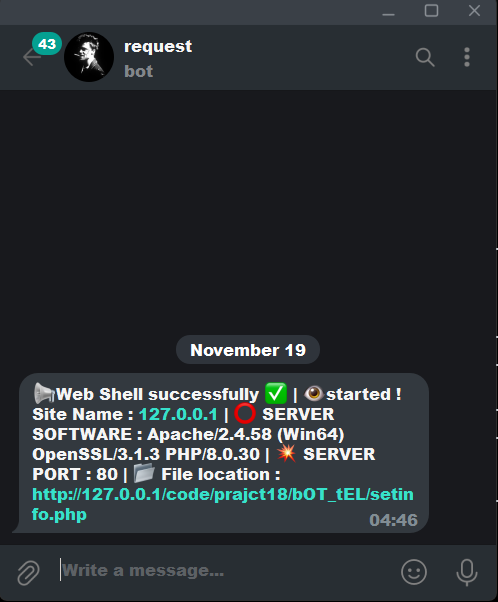 43
request
bot
November 19
📢Web Shell successfully ✅ | 👁️started !
Site Name : 127.0.0.1 | ⭕ SERVER
SOFTWARE : Apache/2.4.58 (Win64)
OpenSSL/3.1.3 PHP/8.0.30 | 💥 SERVER
PORT : 80 | 📂 File location :
http://127.0.0.1/code/prajct18/bOT_tEL/setin
fo.php
04:46
Write a message...